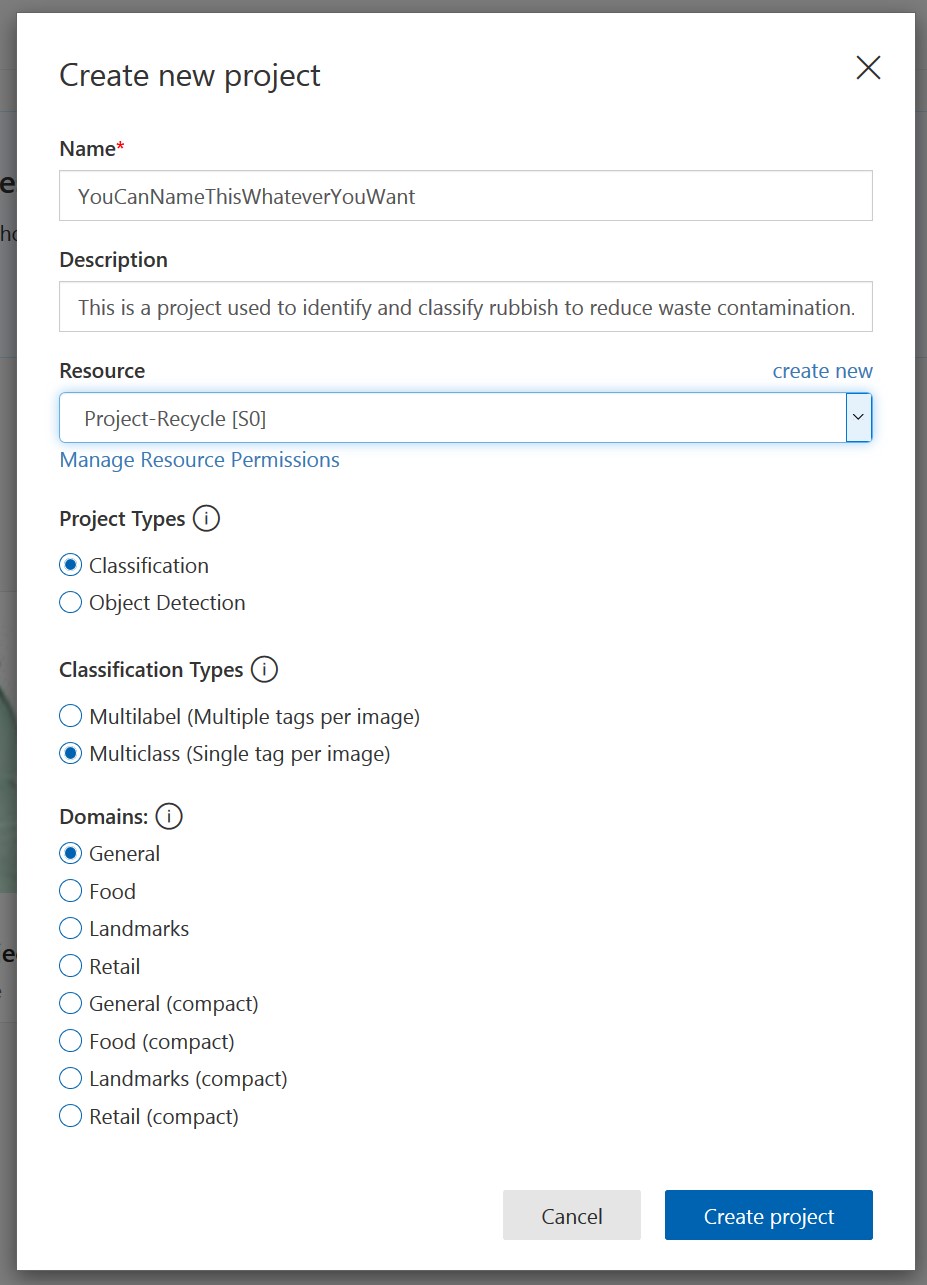 Create new project
Name*
YouCanNameThisWhateverYouWant
Description
This is a project used to identify and classify rubbish to reduce waste contamination.
Resource create new
Project-Recycle [S0]
Manage Resource Permissions
Project Types
Classification
Object Detection
Classification Types
Multilabel (Multiple tags per image)
Multiclass (Single tag per image)
Domains:
General
Food
Landmarks
Retail
General (compact)
Food (compact)
Landmarks (compact)
Retail (compact)
Cancel Create project